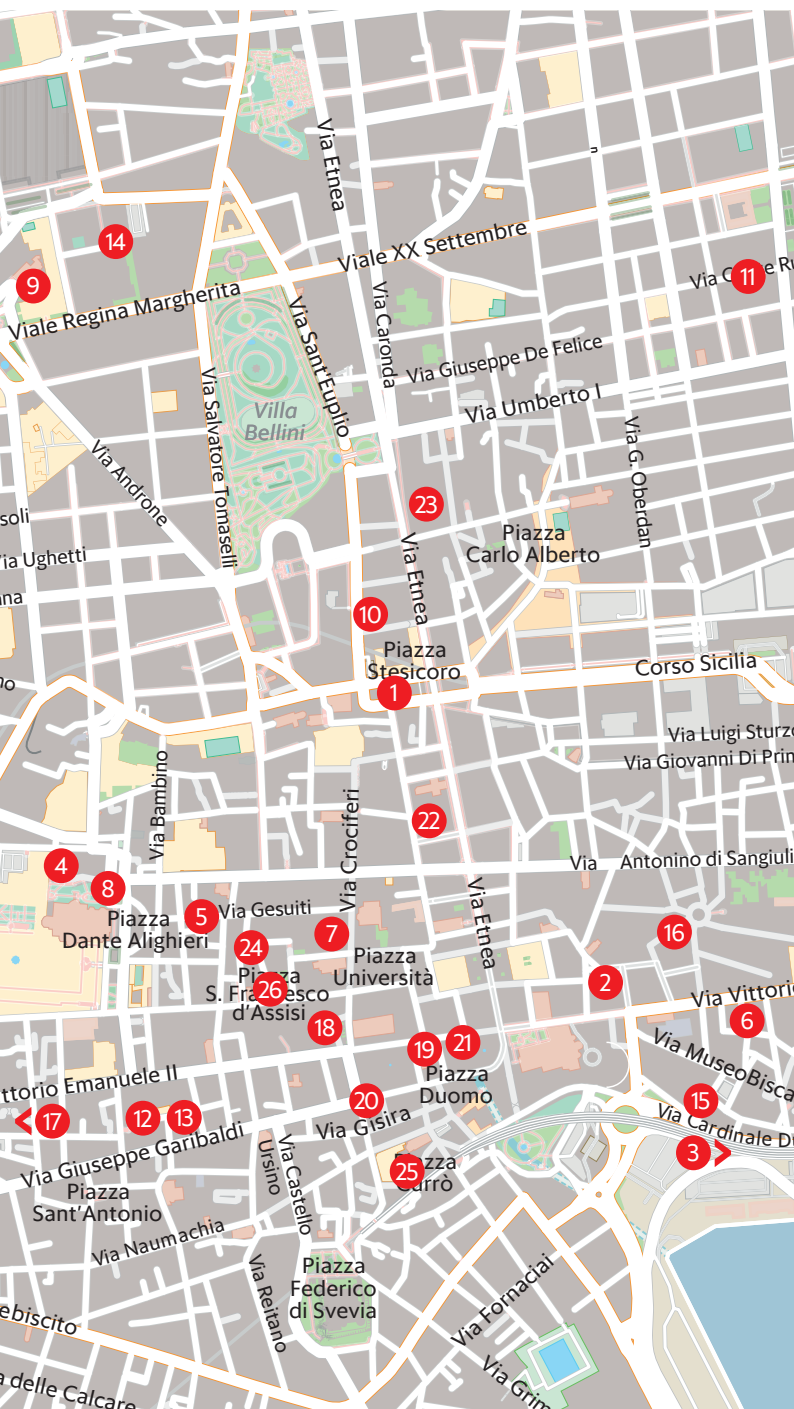 Via Etnea
14
Viale XX Settembre
9
11
Viale Regina Margherita
Via Sant'Euplio
Via Caronda
Via Giuseppe De Felice
Via Umberto I
Villa
Bellini
Via Salvatore Tomaselli
Via G. Oberdan
Via Androne
23
soli
Piazza
Carlo Alberto
ia Ughetti
Via Etnea
na
10
Piazza
Stesicoro
Corso Sicilia
no
1
Via Luigi Sturzo
Via Giovanni Di Prim
Via Bambino
Via Crociferi
22
4
Via Antonino di Sangiuli
8
5
Via Gesuiti
Via Etnea
Piazza
Dante Alighieri
7
16
24
Piazza
Università
Piazza
S. Francesco
d'Assisi
26
2
Via Vittorio
6
18
Via Museo Bisca
19
21
ittorio Emanuele II
Piazza
Duomo
15
20
Via Cardinale D
< 17
12
13
Via Gisira
Via Giuseppe Garibaldi
3 >
Ursino
Via Castello
25
Piazza
Currò
Piazza
Sant'Antonio
Via Naumachia
Via Reitano
Piazza
Federico
di Svevia
Via Fornaciai
ebiscito
Via Grim
a delle Calcare